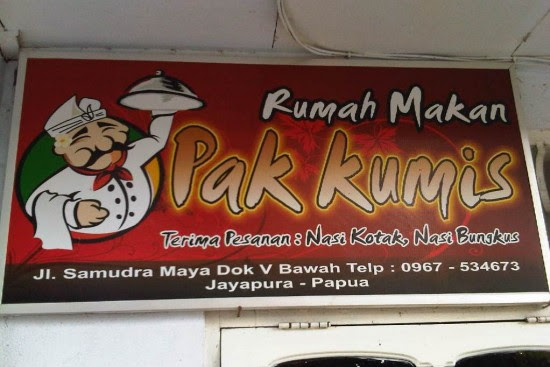 Rumah Makan
Pak Kumis
Terima Pesanan : Nasi Kotak, Nasi Bungkus
Jl. Samudra Maya Dok V Bawah Telp : 0967 - 534673
Jayapura - Papua